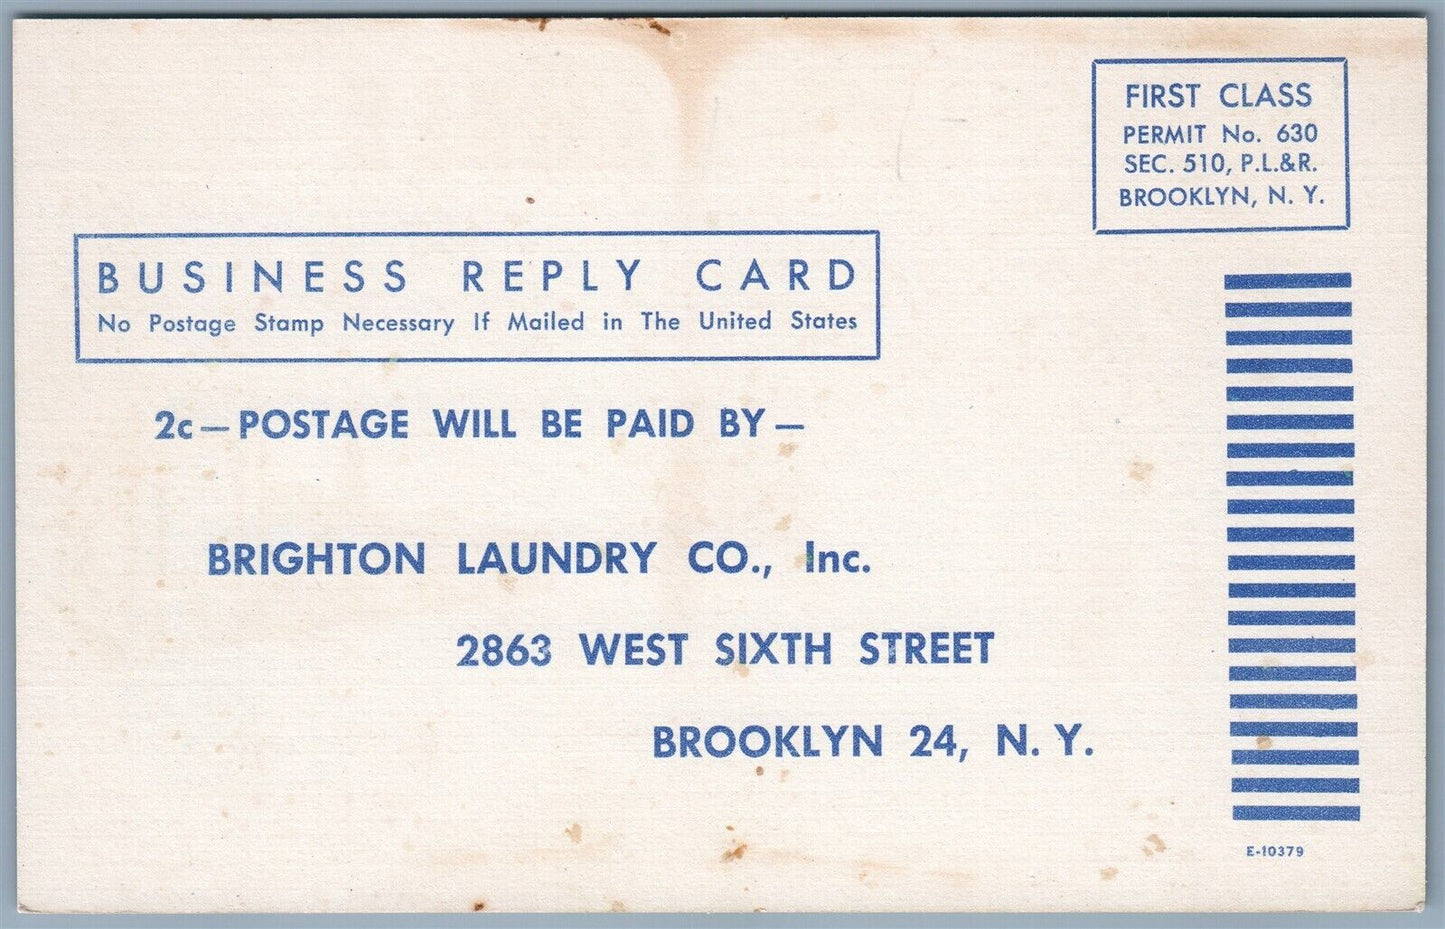 FIRST CLASS
PERMIT No. 630
SEC. 510, P.L.&R.
BROOKLYN, N. Y.
BUSINESS REPLY CARD
No Postage Stamp Necessary If Mailed in The United States
2c—POSTAGE WILL BE PAID BY—
BRIGHTON LAUNDRY CO., Inc.
2863 WEST SIXTH STREET
BROOKLYN 24, N. Y.
E-10379